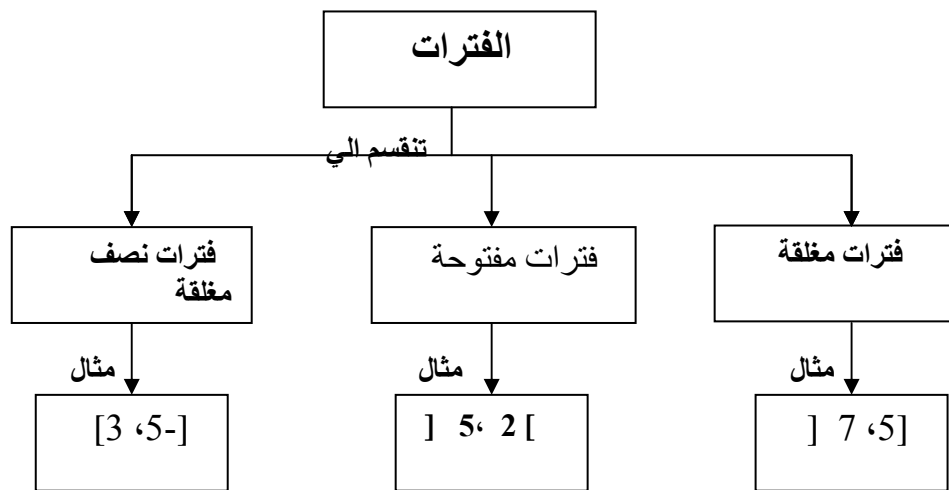 الفترات
تنقسم الي
فترات مغلقة
فترات مفتوحة
فترات نصف
مغلقة
مثال
مثال
مثال
[5، 7 ]
] 2 ،5 [
[-5، 3]